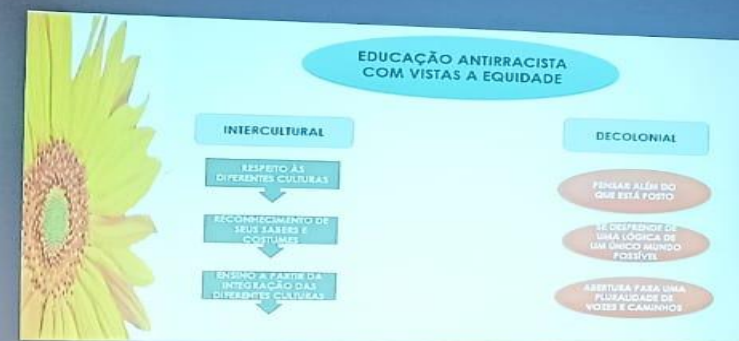 EDUCAÇÃO ANTIRRACISTA
COM VISTAS A EQUIDADE
INTERCULTURAL
RESPEITO ÀS
DIFERENTES CULTURAS
RECONHECIMENTO DE
SEUS SABERES E
COSTUMES
ENSINO A PARTIR DA
INTEGRAÇÃO DAS
DIFERENTES CULTURAS
DECOLONIAL
PENSAR ALÉM DO
QUE ESTÁ POSTO
SE DESPRENDE DE
UMA LÓGICA DE
UM ÚNICO MUNDO
POSSÍVEL
ABERTURA PARA UMA
PLURALIDADE DE
VOZES E CAMINHOS